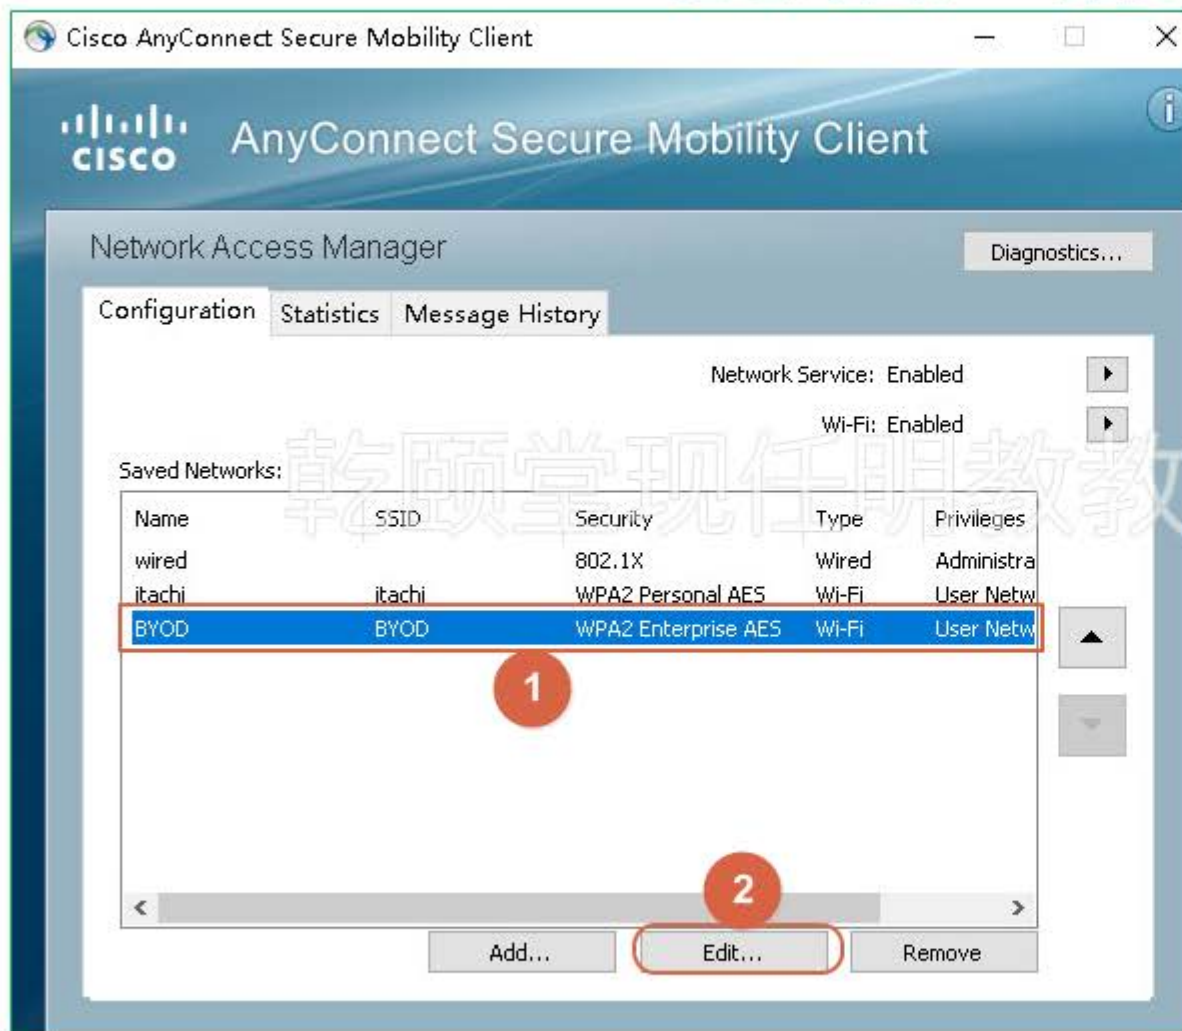 Cisco AnyConnect Secure Mobility Client
CISCO AnyConnect Secure Mobility Client
Network Access Manager
Diagnostics...
Configuration Statistics Message History
Network Service: Enabled
Wi-Fi: Enabled
乾颐堂现任明教教
Saved Networks:
Name SSID Security Type Privileges
wired 802.1X Wired Administra
itachi itachi WPA2 Personal AES Wi-Fi User Netw
BYOD BYOD WPA2 Enterprise AES Wi-Fi User Netw
1
2
Add... Edit... Remove